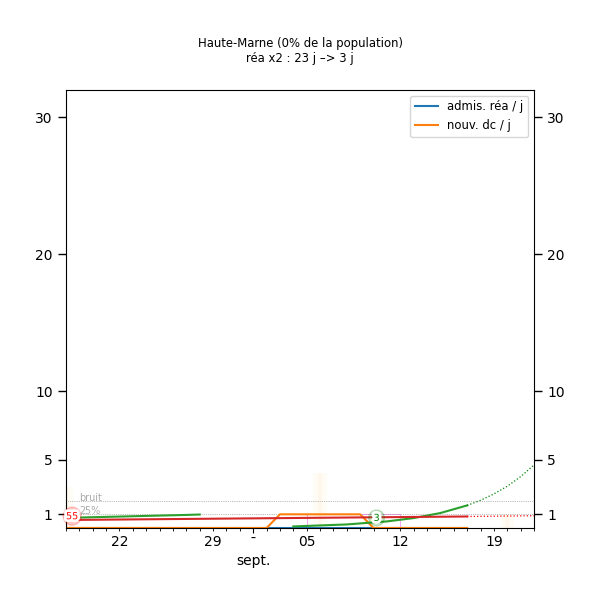 Haute-Marne (0% de la population)
réa x2 : 23 j –> 3 j
admis. réa / j
nouv. dc / j
30 30
20 20
10 10
5 5
bruit
25%
1 1
55
3
22 29 - 05 12 19
sept.